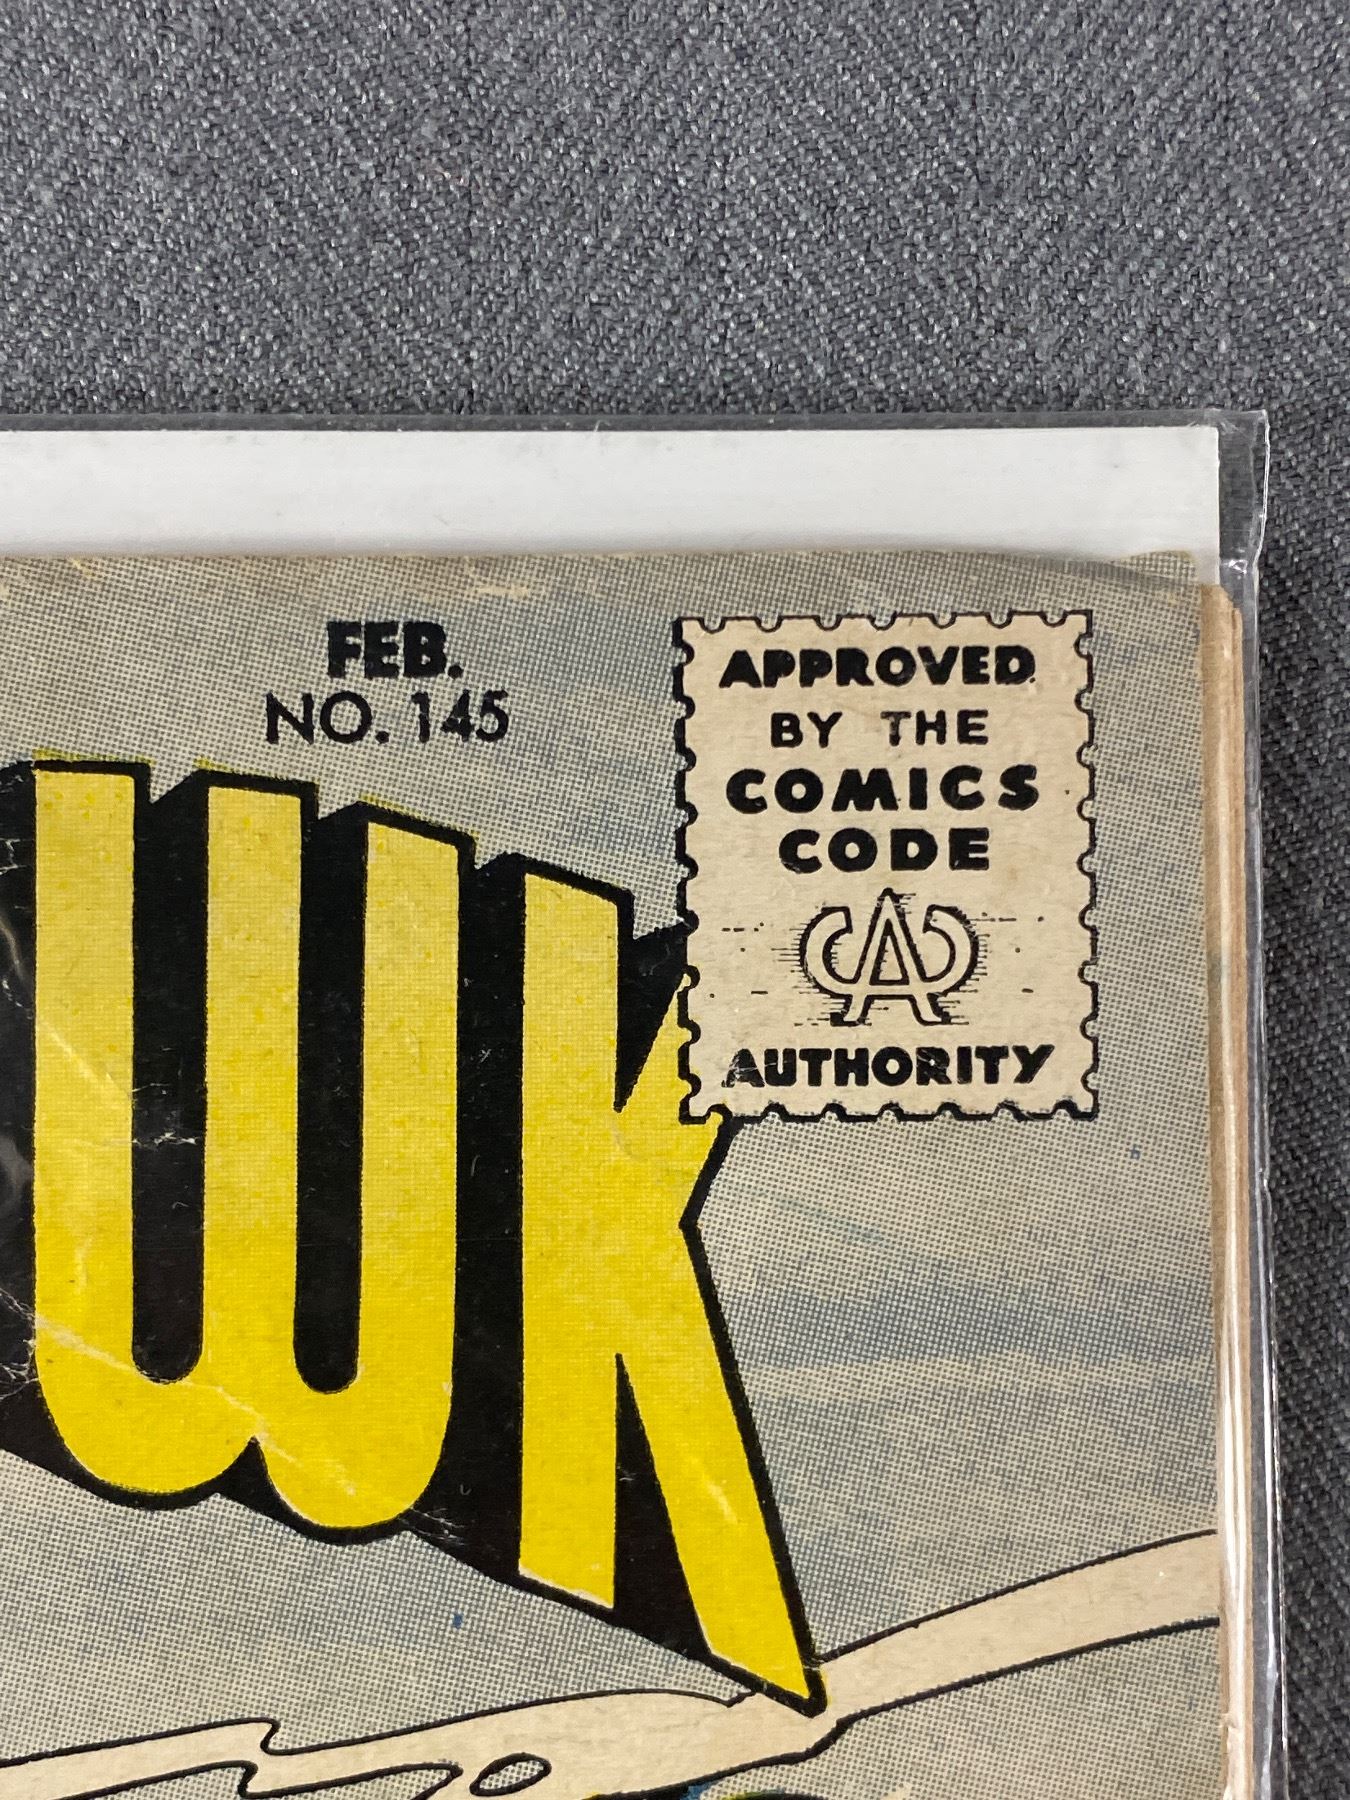 FEB.
NO. 145
WK
APPROVED
BY THE
COMICS
CODE
CA
AUTHORITY